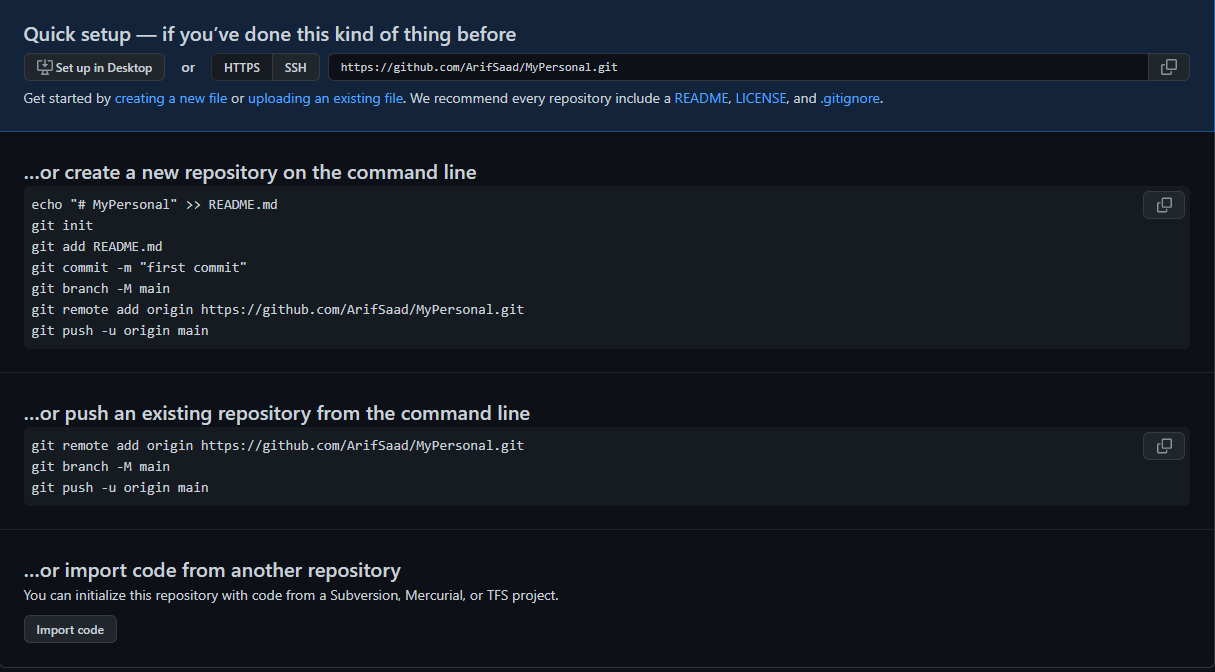 Quick setup — if you’ve done this kind of thing before
Set up in Desktop or HTTPS SSH https://github.com/ArifSaad/MyPersonal.git
Get started by creating a new file or uploading an existing file. We recommend every repository include a README, LICENSE, and .gitignore.
…or create a new repository on the command line
echo "# MyPersonal" >> README.md
git init
git add README.md
git commit -m "first commit"
git branch -M main
git remote add origin https://github.com/ArifSaad/MyPersonal.git
git push -u origin main
…or push an existing repository from the command line
git remote add origin https://github.com/ArifSaad/MyPersonal.git
git branch -M main
git push -u origin main
…or import code from another repository
You can initialize this repository with code from a Subversion, Mercurial, or TFS project.
Import code